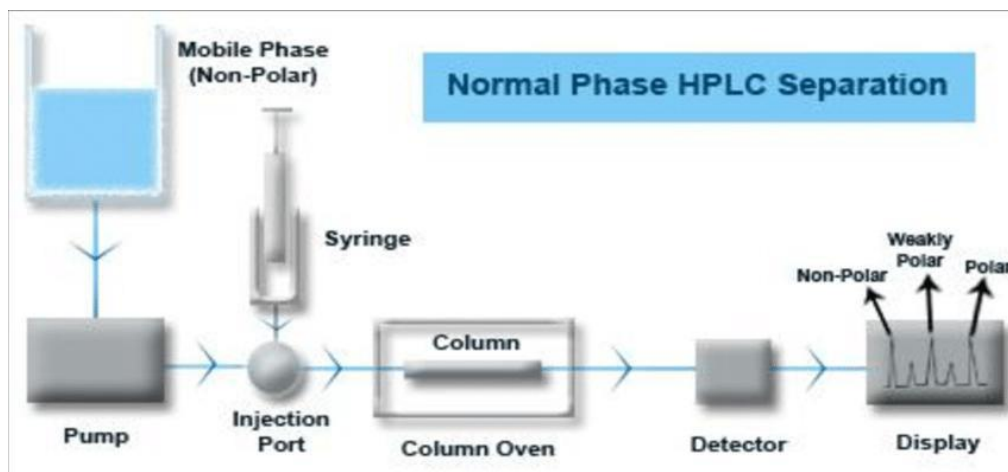 Mobile Phase
(Non-Polar)
Normal Phase HPLC Separation
Syringe
Weakly
Polar
Non-Polar
Polar
Column
Pump
Injection
Port
Column Oven
Detector
Display